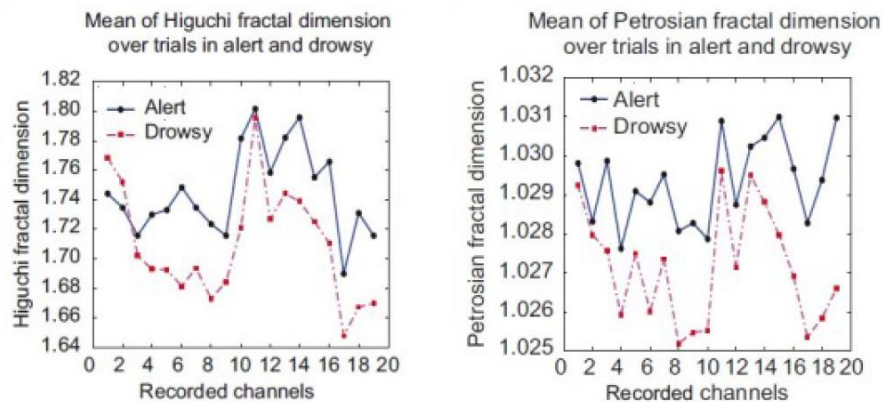 Mean of Higuchi fractal dimension
over trials in alert and drowsy
1.82
1.80
1.78
1.76
1.74
1.72
1.70
1.68
1.66
1.64
Higuchi fractal dimension
Alert
Drowsy
0 2 4 6 8 10 12 14 16 18 20
Recorded channels
Mean of Petrosian fractal dimension
over trials in alert and drowsy
1.032
1.031
1.030
1.029
1.028
1.027
1.026
1.025
Petrosian fractal dimension
Alert
Drowsy
0 2 4 6 8 10 12 14 16 18 20
Recorded channels